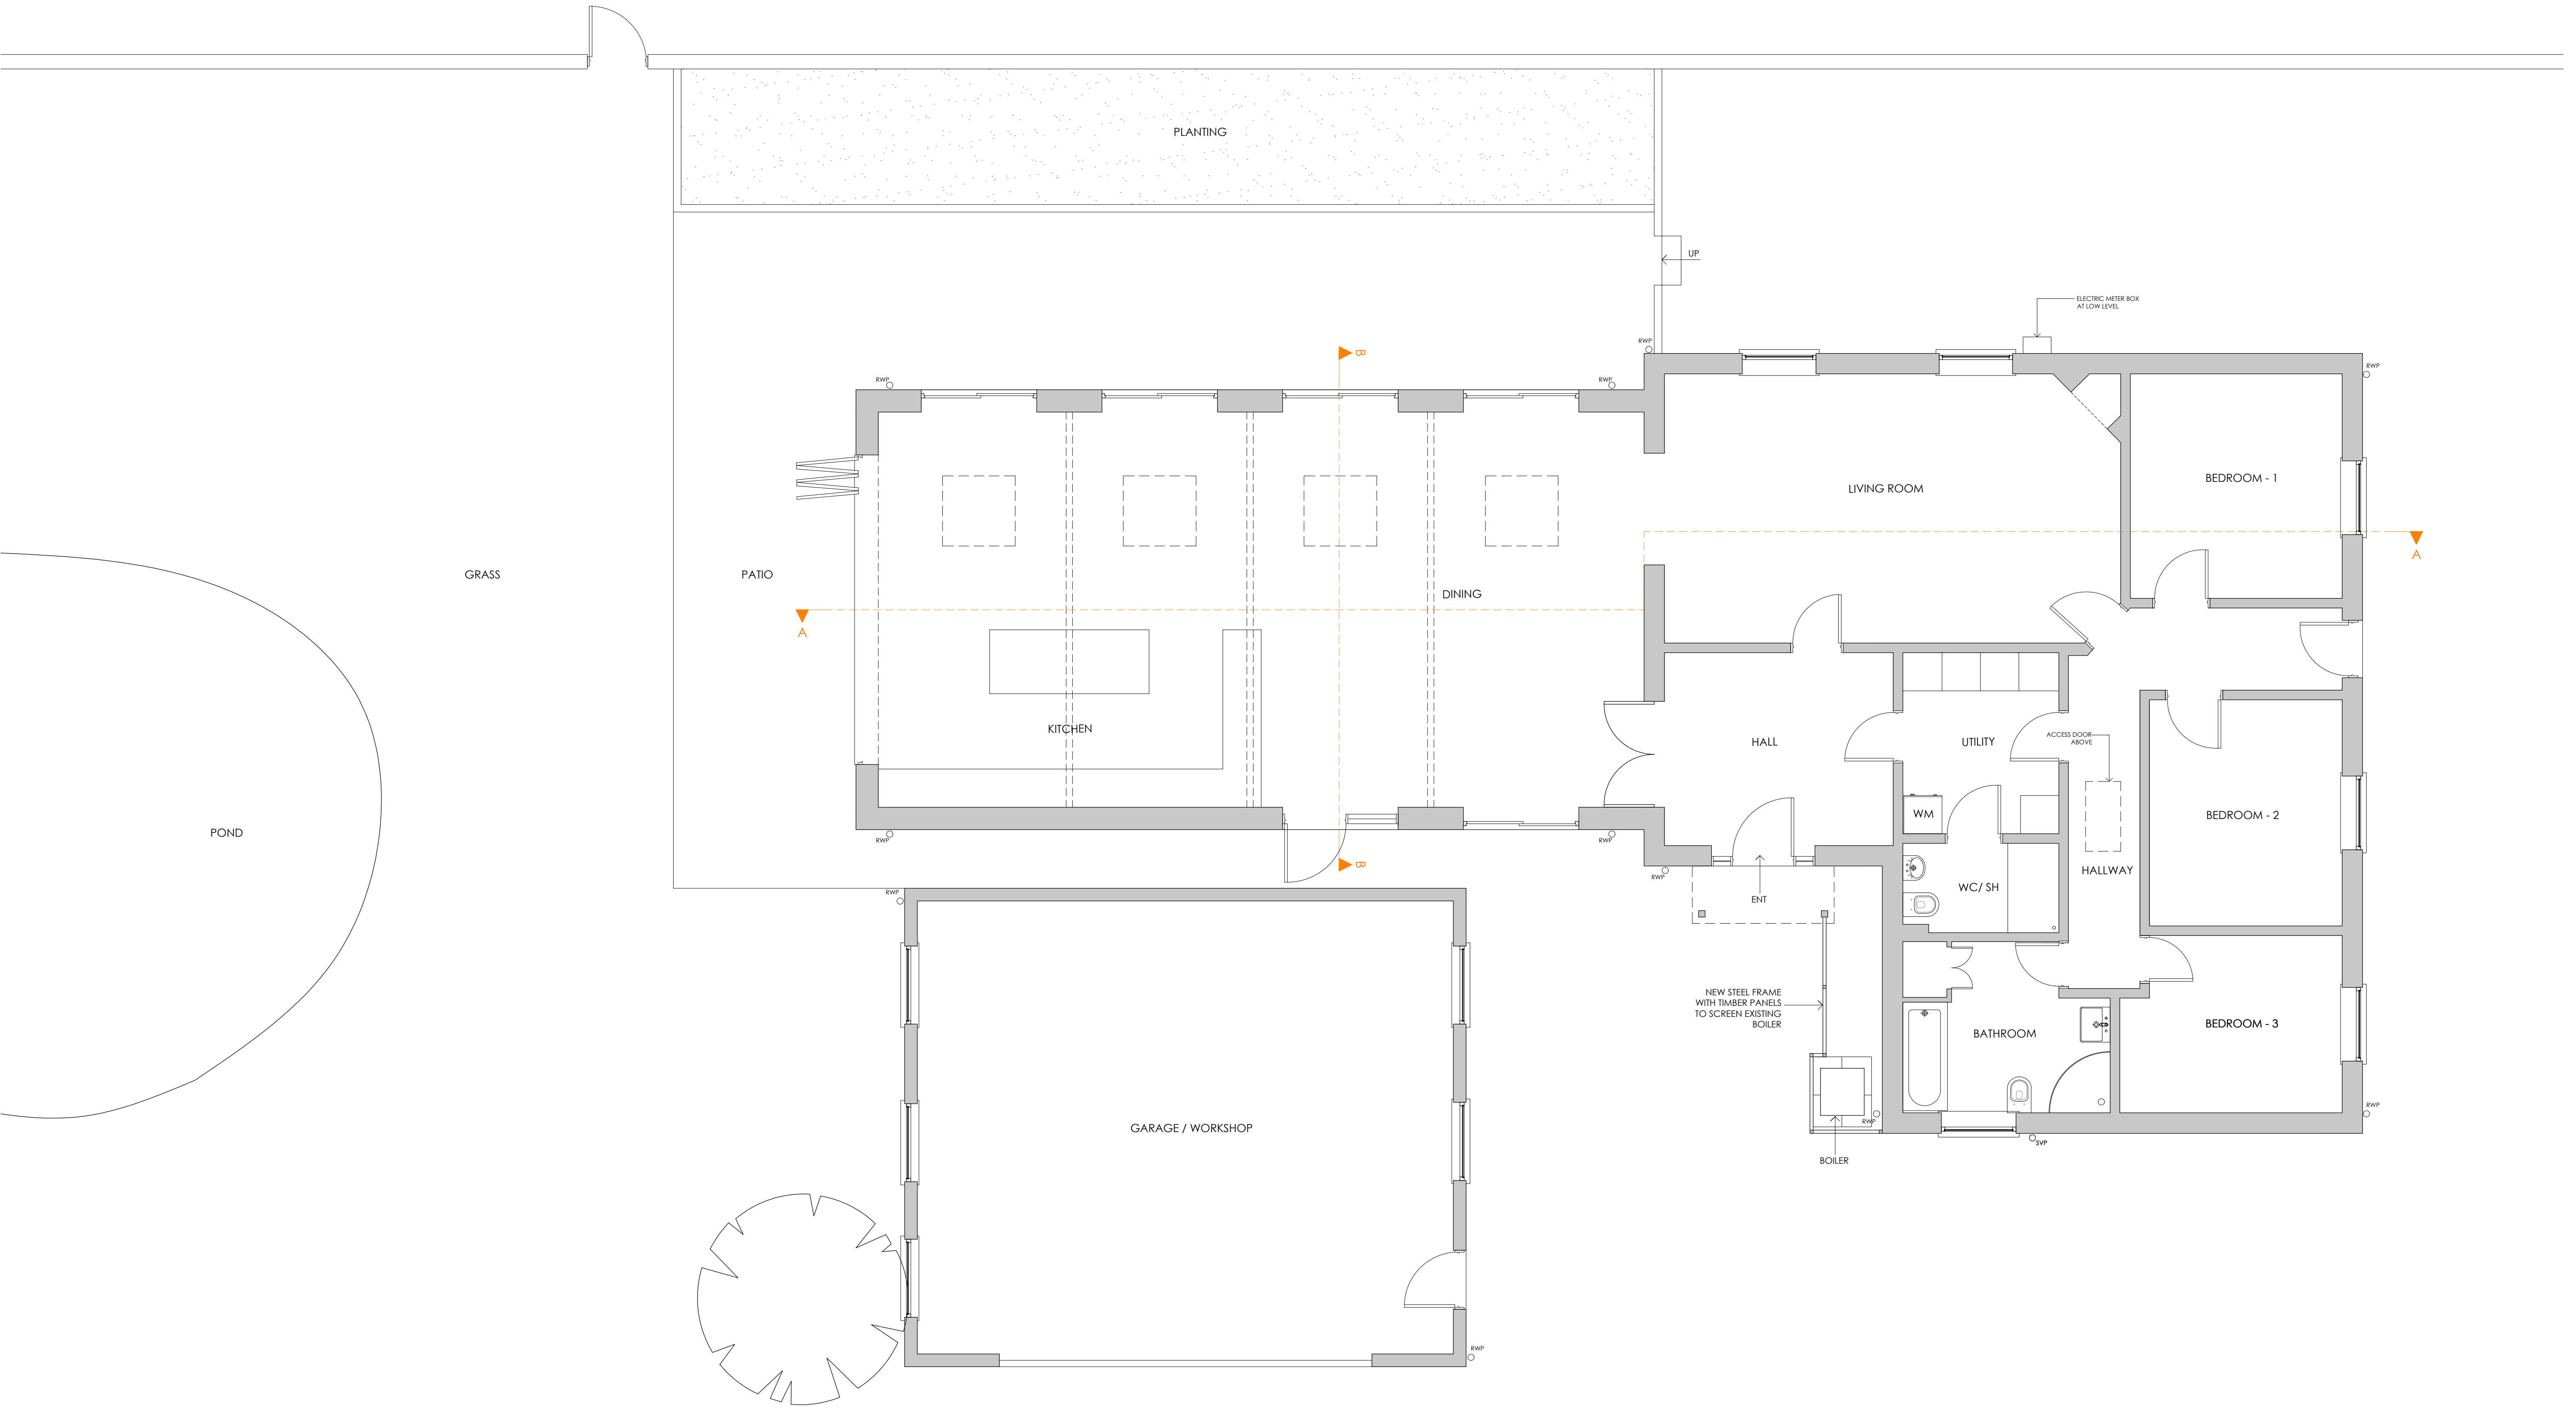 PLANTING
UP
ELECTRIC METER BOX
AT LOW LEVEL
RWP
B
RWP
RWP
RWP
BEDROOM - 1
LIVING ROOM
A
GRASS
PATIO
DINING
A
KITCHEN
HALL
UTILITY
ACCESS DOOR
ABOVE
WM
BEDROOM - 2
POND
RWP
RWP
B
HALLWAY
RWP
WC/ SH
RWP
ENT
NEW STEEL FRAME
WITH TIMBER PANELS
TO SCREEN EXISTING
BOILER
BEDROOM - 3
BATHROOM
RWP
RWP
GARAGE / WORKSHOP
SVP
BOILER
RWP